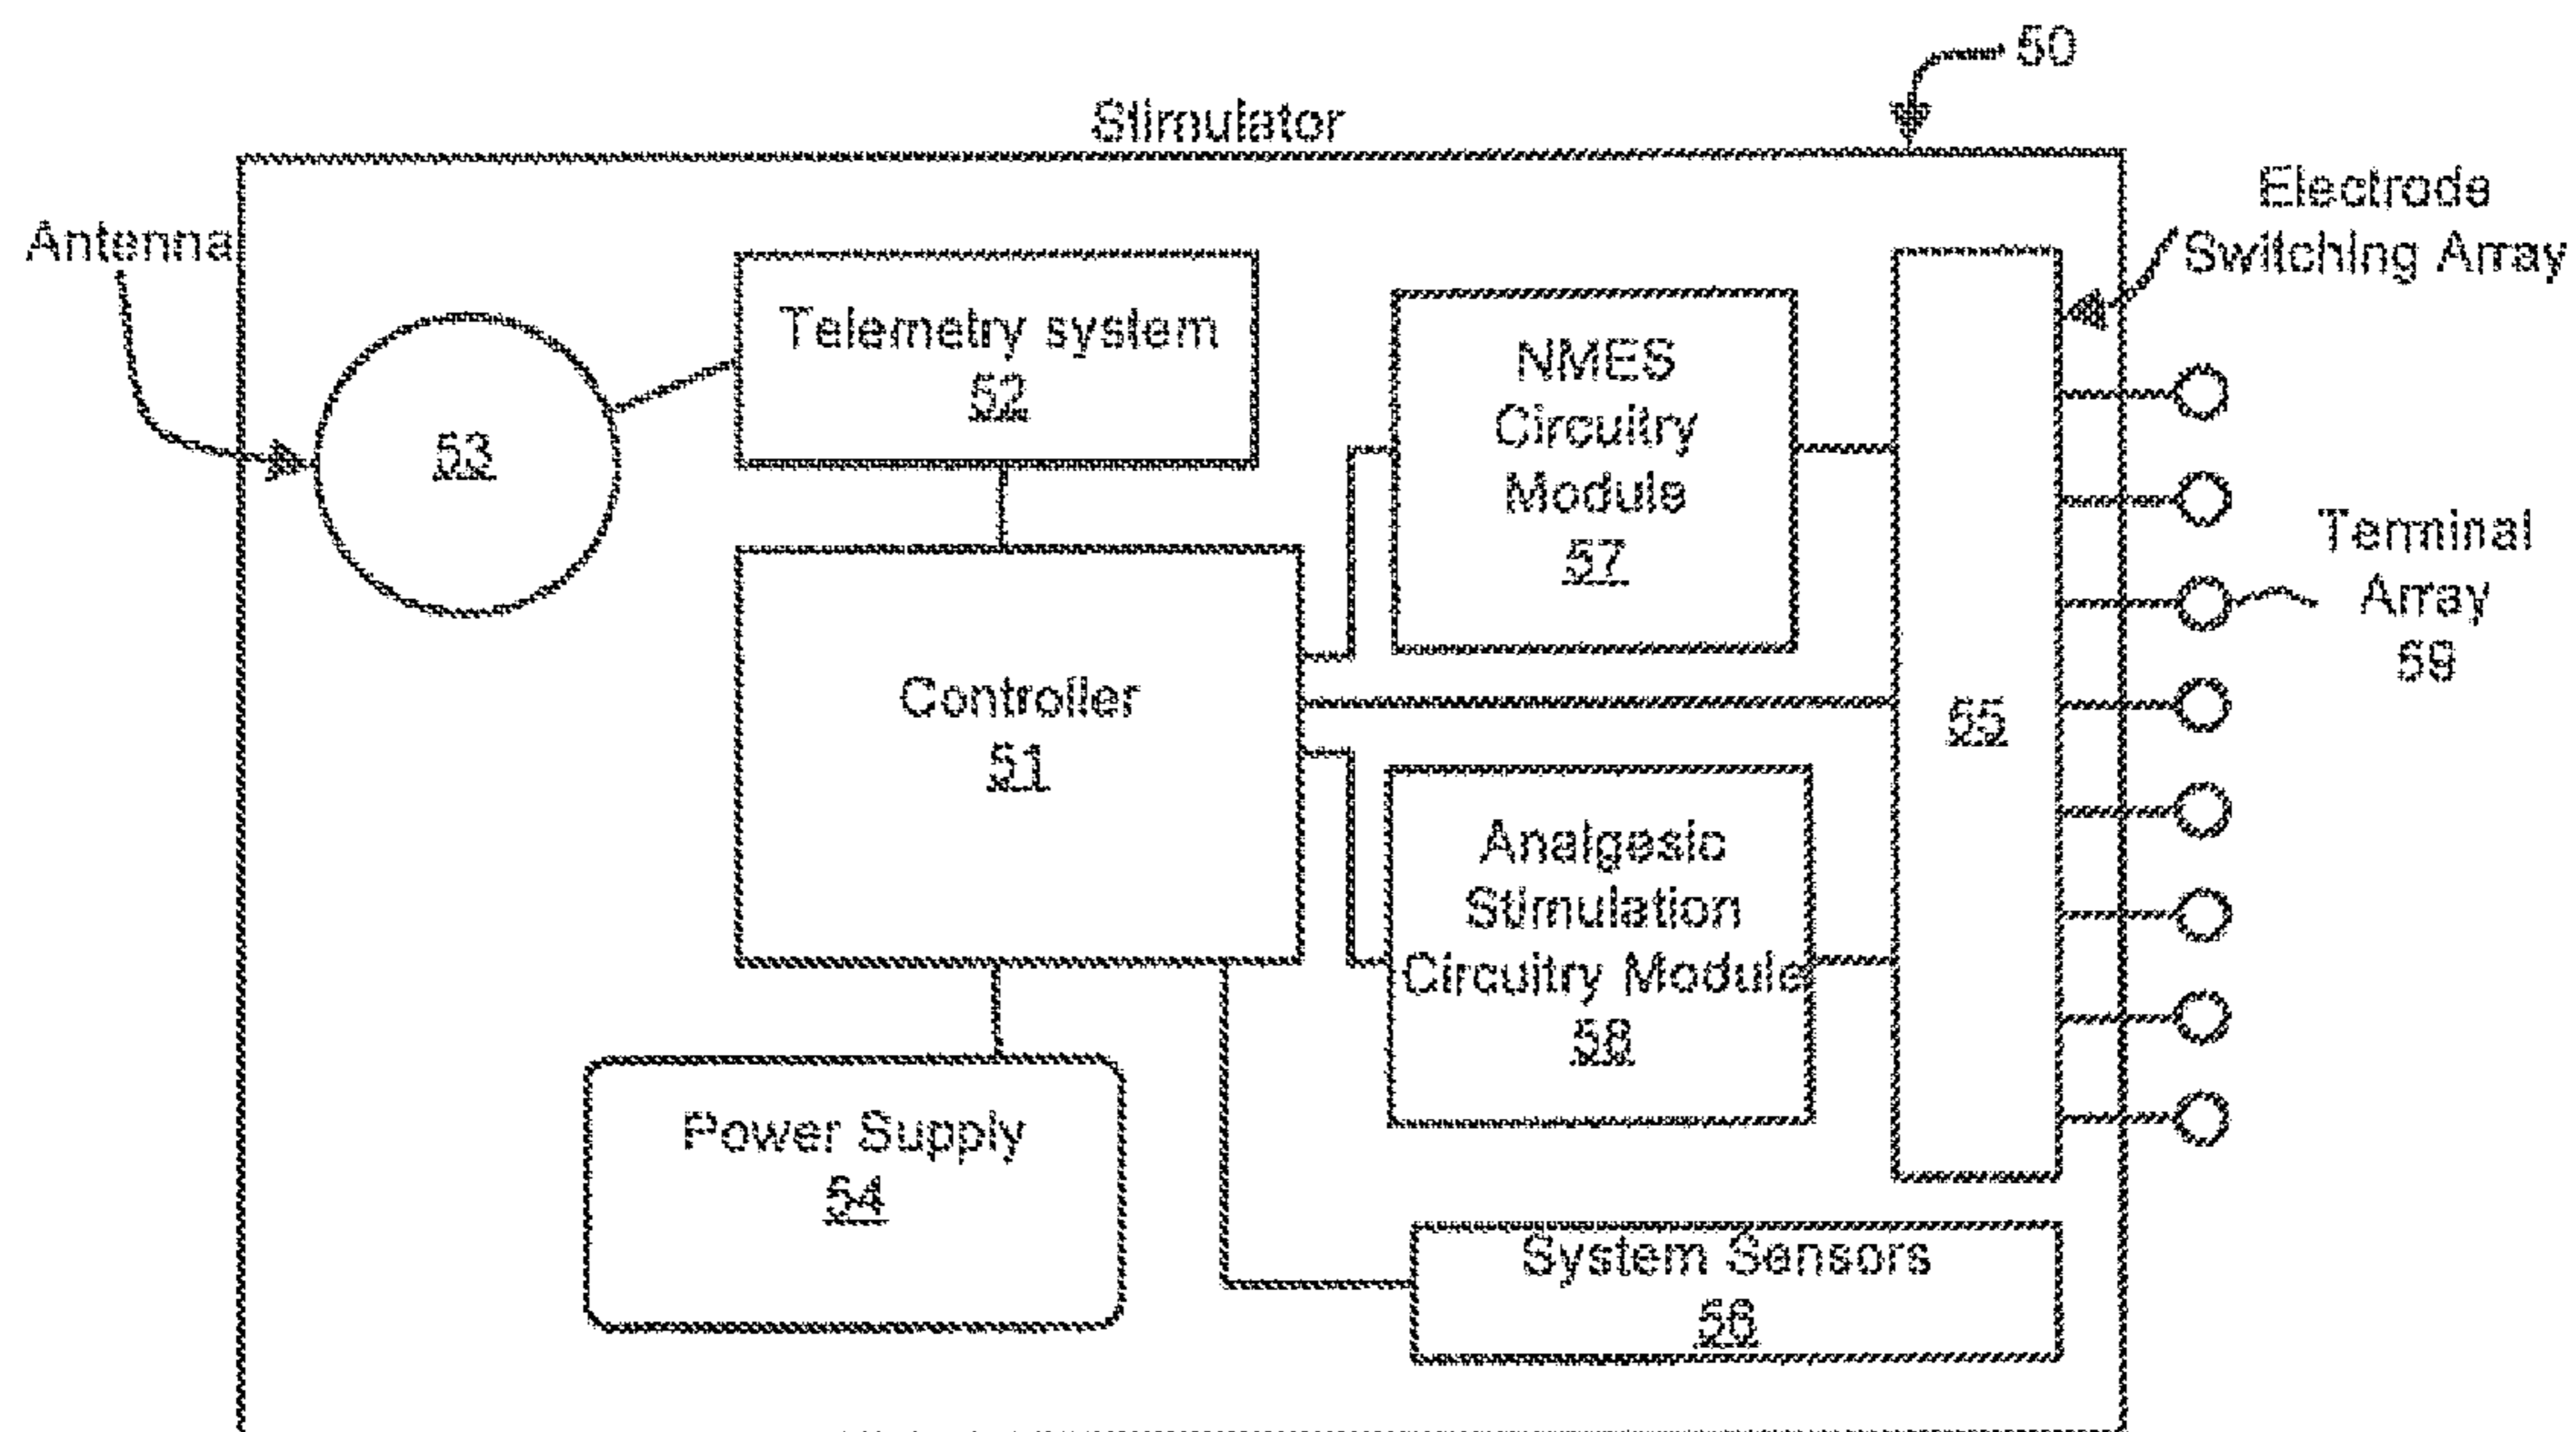 50
Stimulator
Electrode
Switching Array
Antenna
Telemetry system
52
53
NMES
Circuitry
Module
57
Terminal
Array
59
Controller
51
55
Analgesic
Stimulation
Circuitry Module
58
Power Supply
54
System Sensors
56